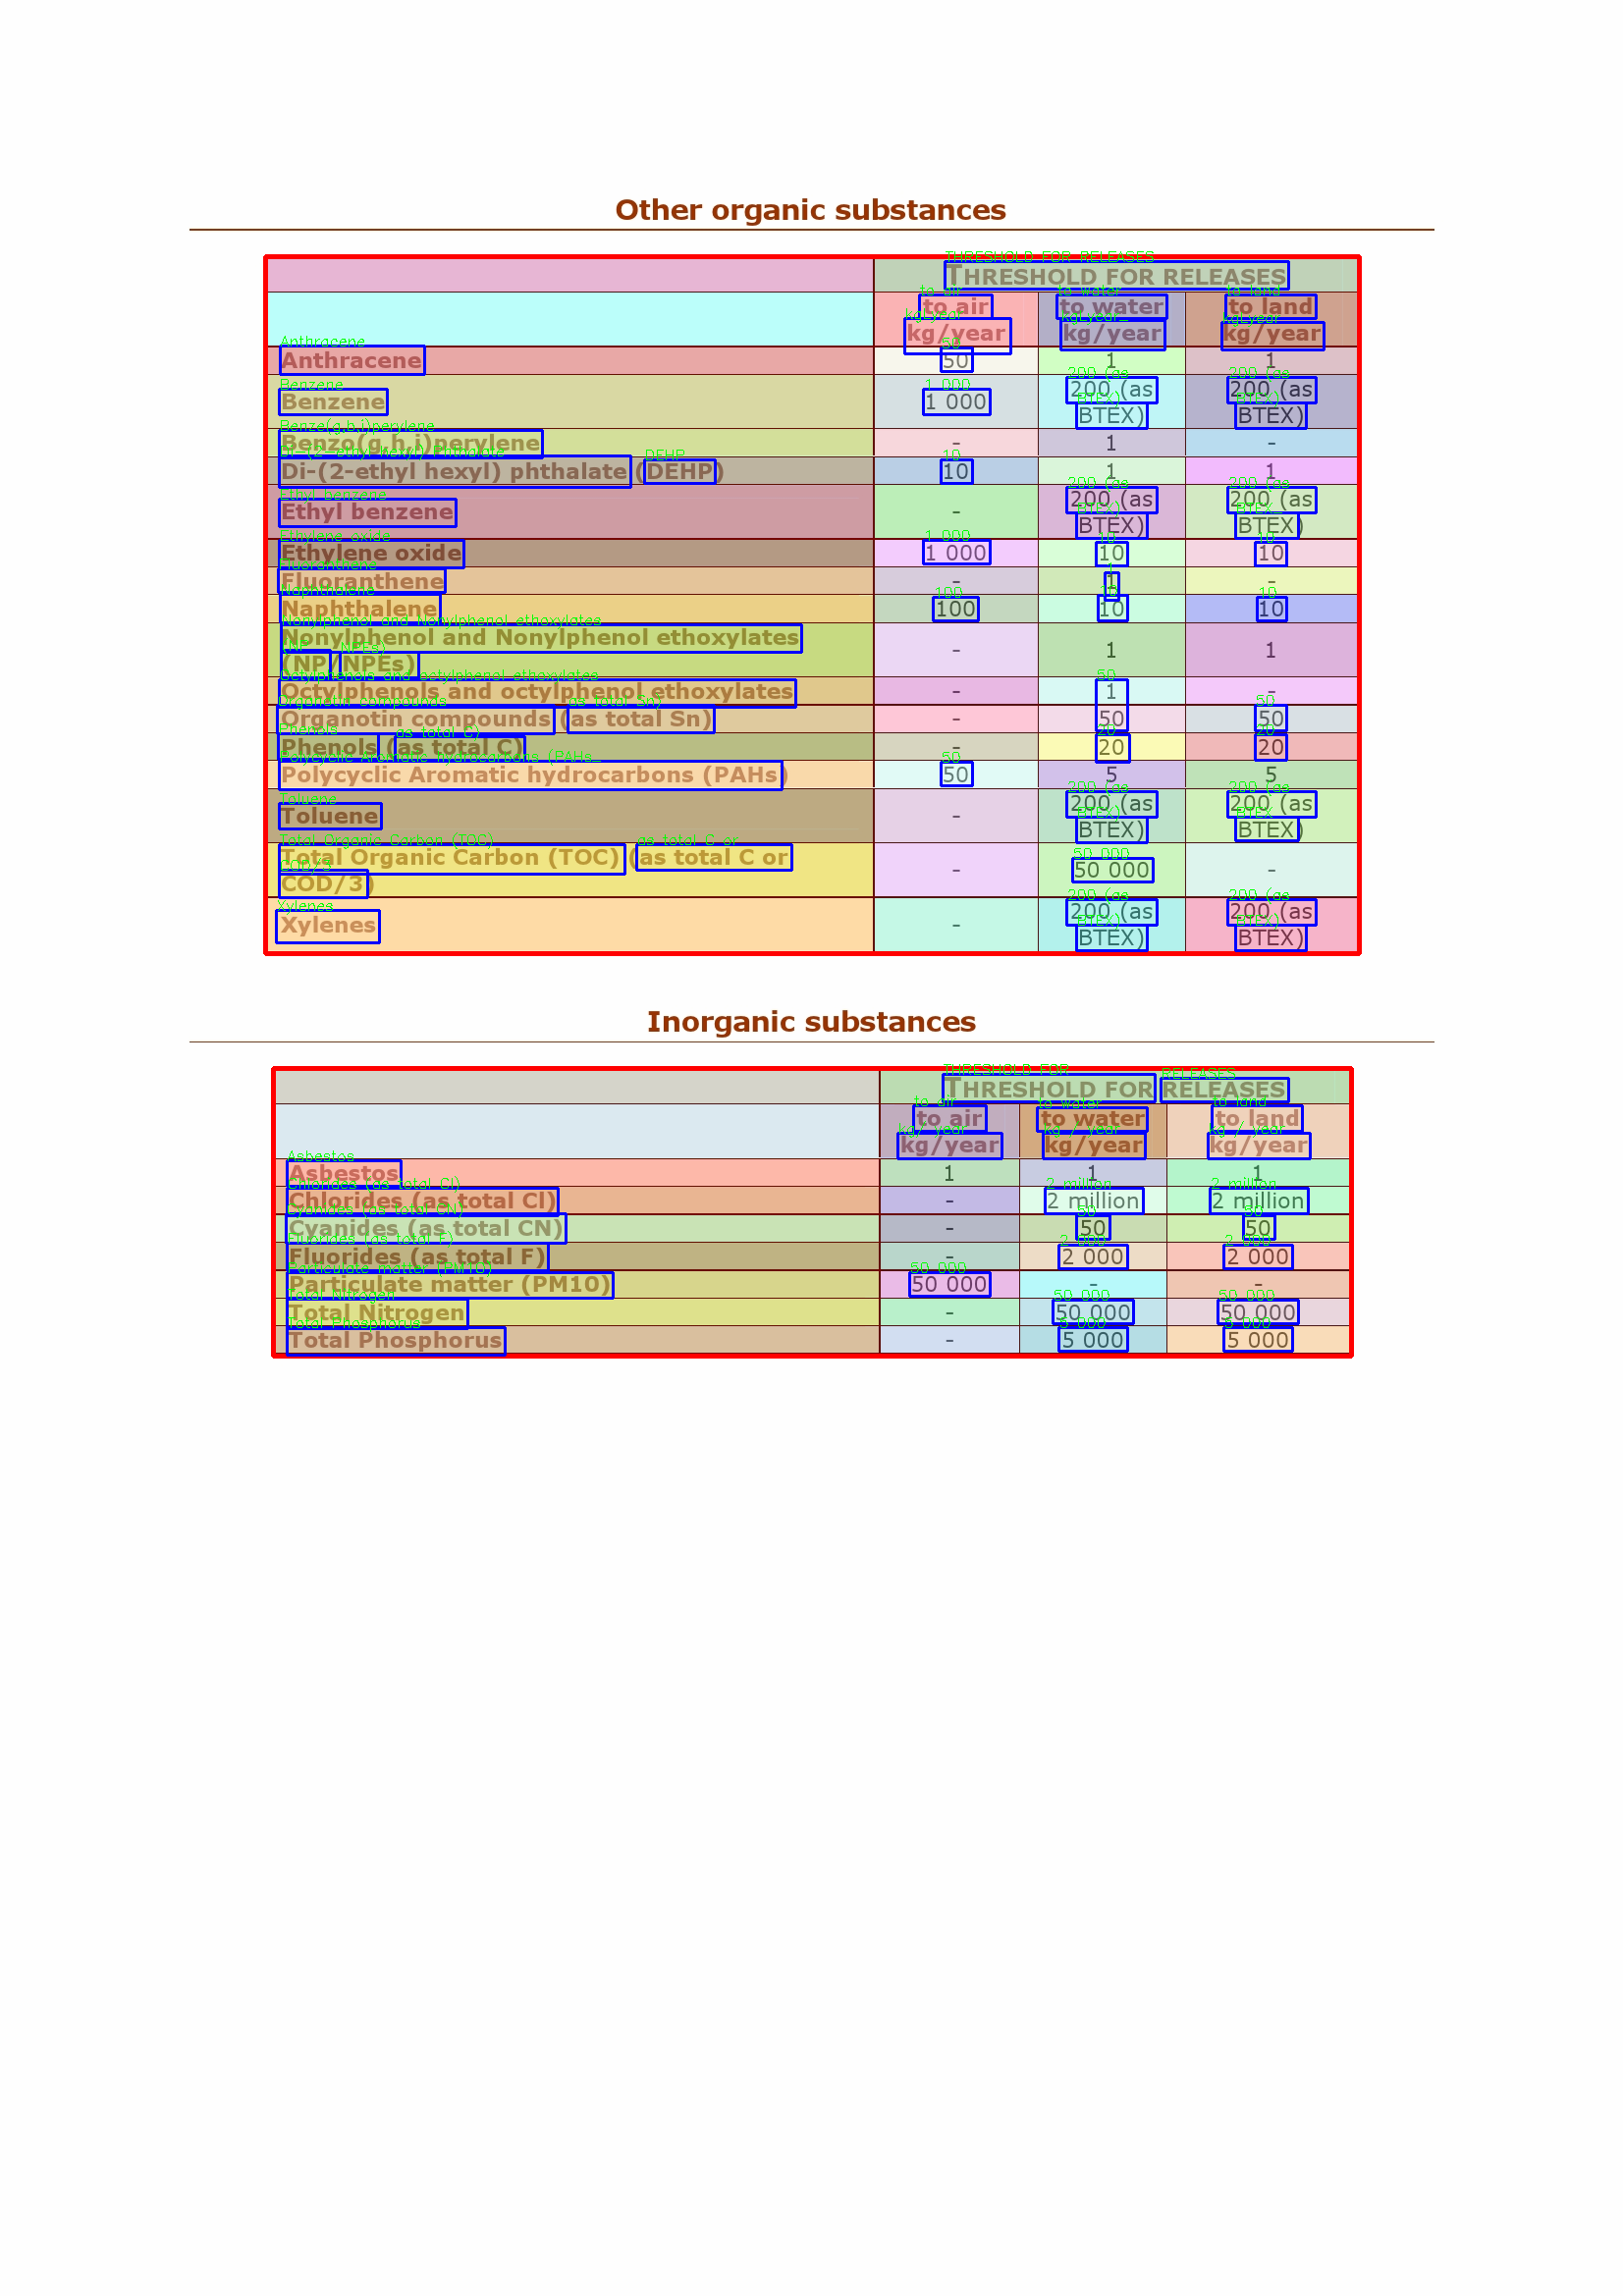 Other organic substances
THRESHOLD FOR RELEASES
to air to water to land
kg/year kg/year kg/year
Anthracene 50 1 1
Benzene 1 000 200 (as BTEX) 200 (as BTEX)
Benzo(g,h,i)perylene - 1 -
Di-(2-ethyl hexyl) phthalate (DEHP) 10 1 1
Ethyl benzene - 200 (as BTEX) 200 (as BTEX)
Ethylene oxide 1 000 10 10
Fluoranthene - 1 -
Naphthalene 100 10 10
Nonylphenol and Nonylphenol ethoxylates
(NP/NPEs) - 1 1
Octylphenols and octylphenol ethoxylates - 1 -
Organotin compounds (as total Sn) - 50 50
Phenols (as total C) - 20 20
Polycyclic Aromatic hydrocarbons (PAHs) 50 5 5
Toluene - 200 (as BTEX) 200 (as BTEX)
Total Organic Carbon (TOC) (as total C or
COD/3) - 50 000 -
Xylenes - 200 (as BTEX) 200 (as BTEX)
Inorganic substances
THRESHOLD FOR RELEASES
to air to water to land
kg/year kg/year kg/year
Asbestos 1 1 1
Chlorides (as total Cl) - 2 million 2 million
Cyanides (as total CN) - 50 50
Fluorides (as total F) - 2 000 2 000
Particulate matter (PM10) 50 000 - -
Total Nitrogen - 50 000 50 000
Total Phosphorus - 5 000 5 000